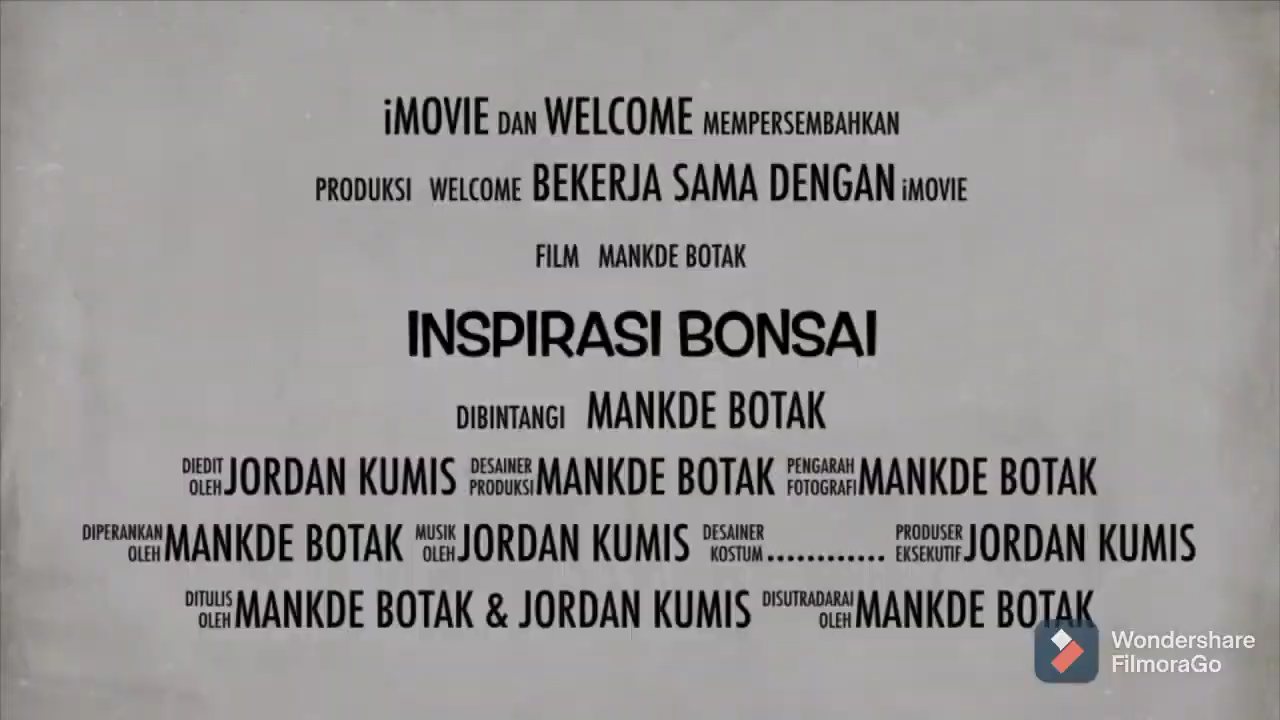 iMOVIE DAN WELCOME MEMPERSEMBAHKAN
PRODUKSI WELCOME BEKERJA SAMA DENGAN iMOVIE
FILM MANKDE BOTAK
INSPIRASI BONSAI
DIBINTANGI MANKDE BOTAK
DIEDIT OLEH JORDAN KUMIS DESAINER PRODUKSI MANKDE BOTAK PENGARAH FOTOGRAFI MANKDE BOTAK
DIPERANKAN OLEH MANKDE BOTAK MUSIK OLEH JORDAN KUMIS DESAINER KOSTUM ............ PRODUSER EKSEKUTIF JORDAN KUMIS
DITULIS OLEH MANKDE BOTAK & JORDAN KUMIS DISUTRADARAI OLEH MANKDE BOTAK
Wondershare
FilmoraGo